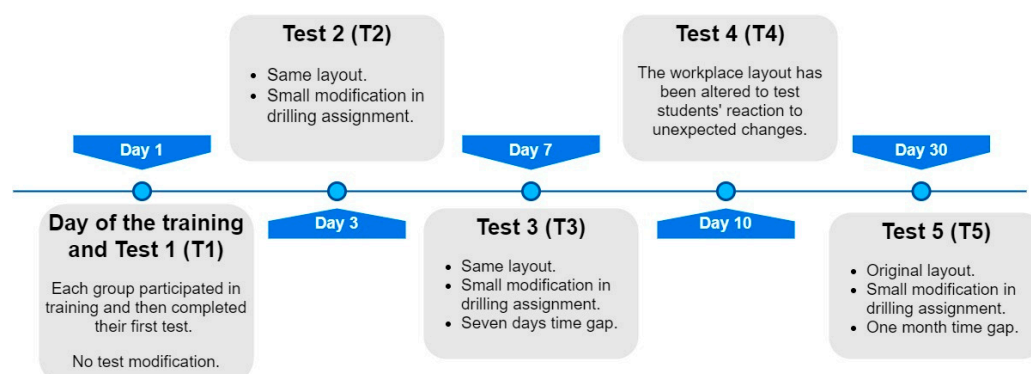 Test 2 (T2)
• Same layout.
• Small modification in
drilling assignment.
Test 4 (T4)
The workplace layout has
been altered to test
students' reaction to
unexpected changes.
Day 1
Day 7
Day 30
Day of the training
and Test 1 (T1)
Each group participated in
training and then completed
their first test.
No test modification.
Day 3
Test 3 (T3)
• Same layout.
• Small modification in
drilling assignment.
• Seven days time gap.
Day 10
Test 5 (T5)
• Original layout.
• Small modification in
drilling assignment.
• One month time gap.